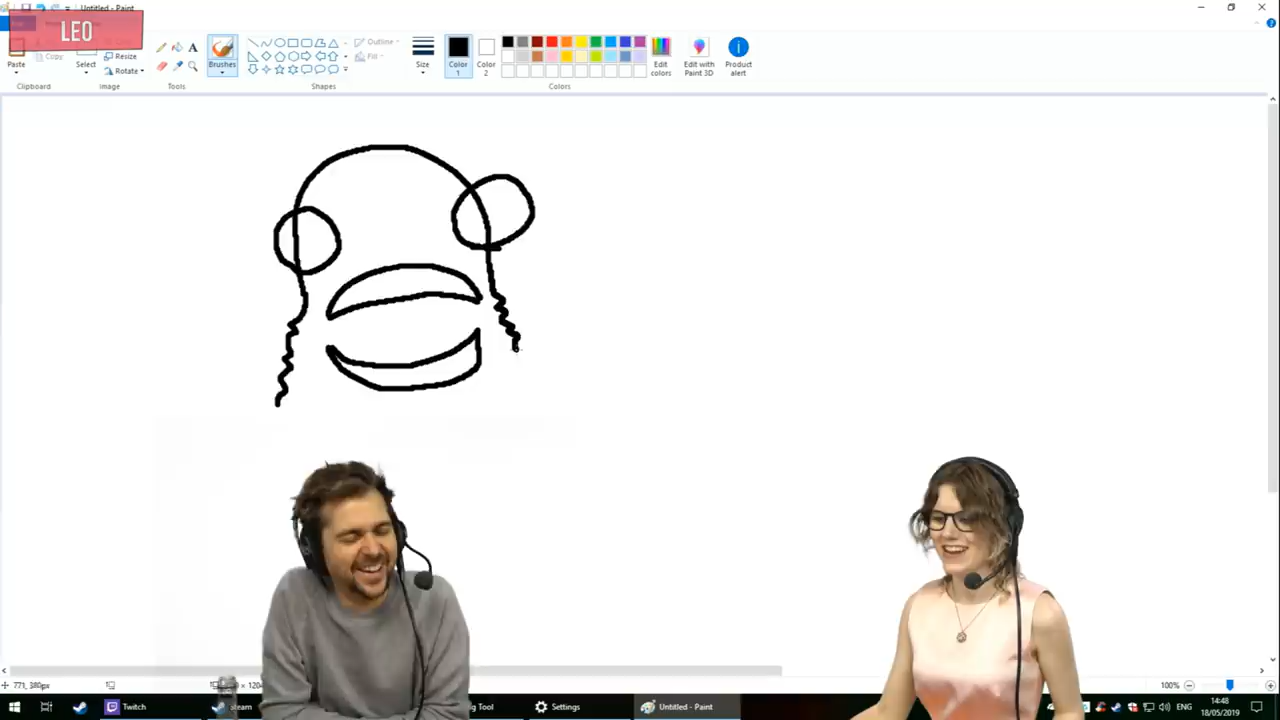 Untitled - Paint
LEO
Paste
Copy
Select
Resize
Rotate
Brushes
Outline
Fill
Size
Color 1
Color 2
Edit colors
Edit with Paint 3D
Product alert
Clipboard
Image
Tools
Shapes
Colors
771, 380px
100%
Twitch
Settings
Untitled - Paint
ENG
14:48
18/05/2019